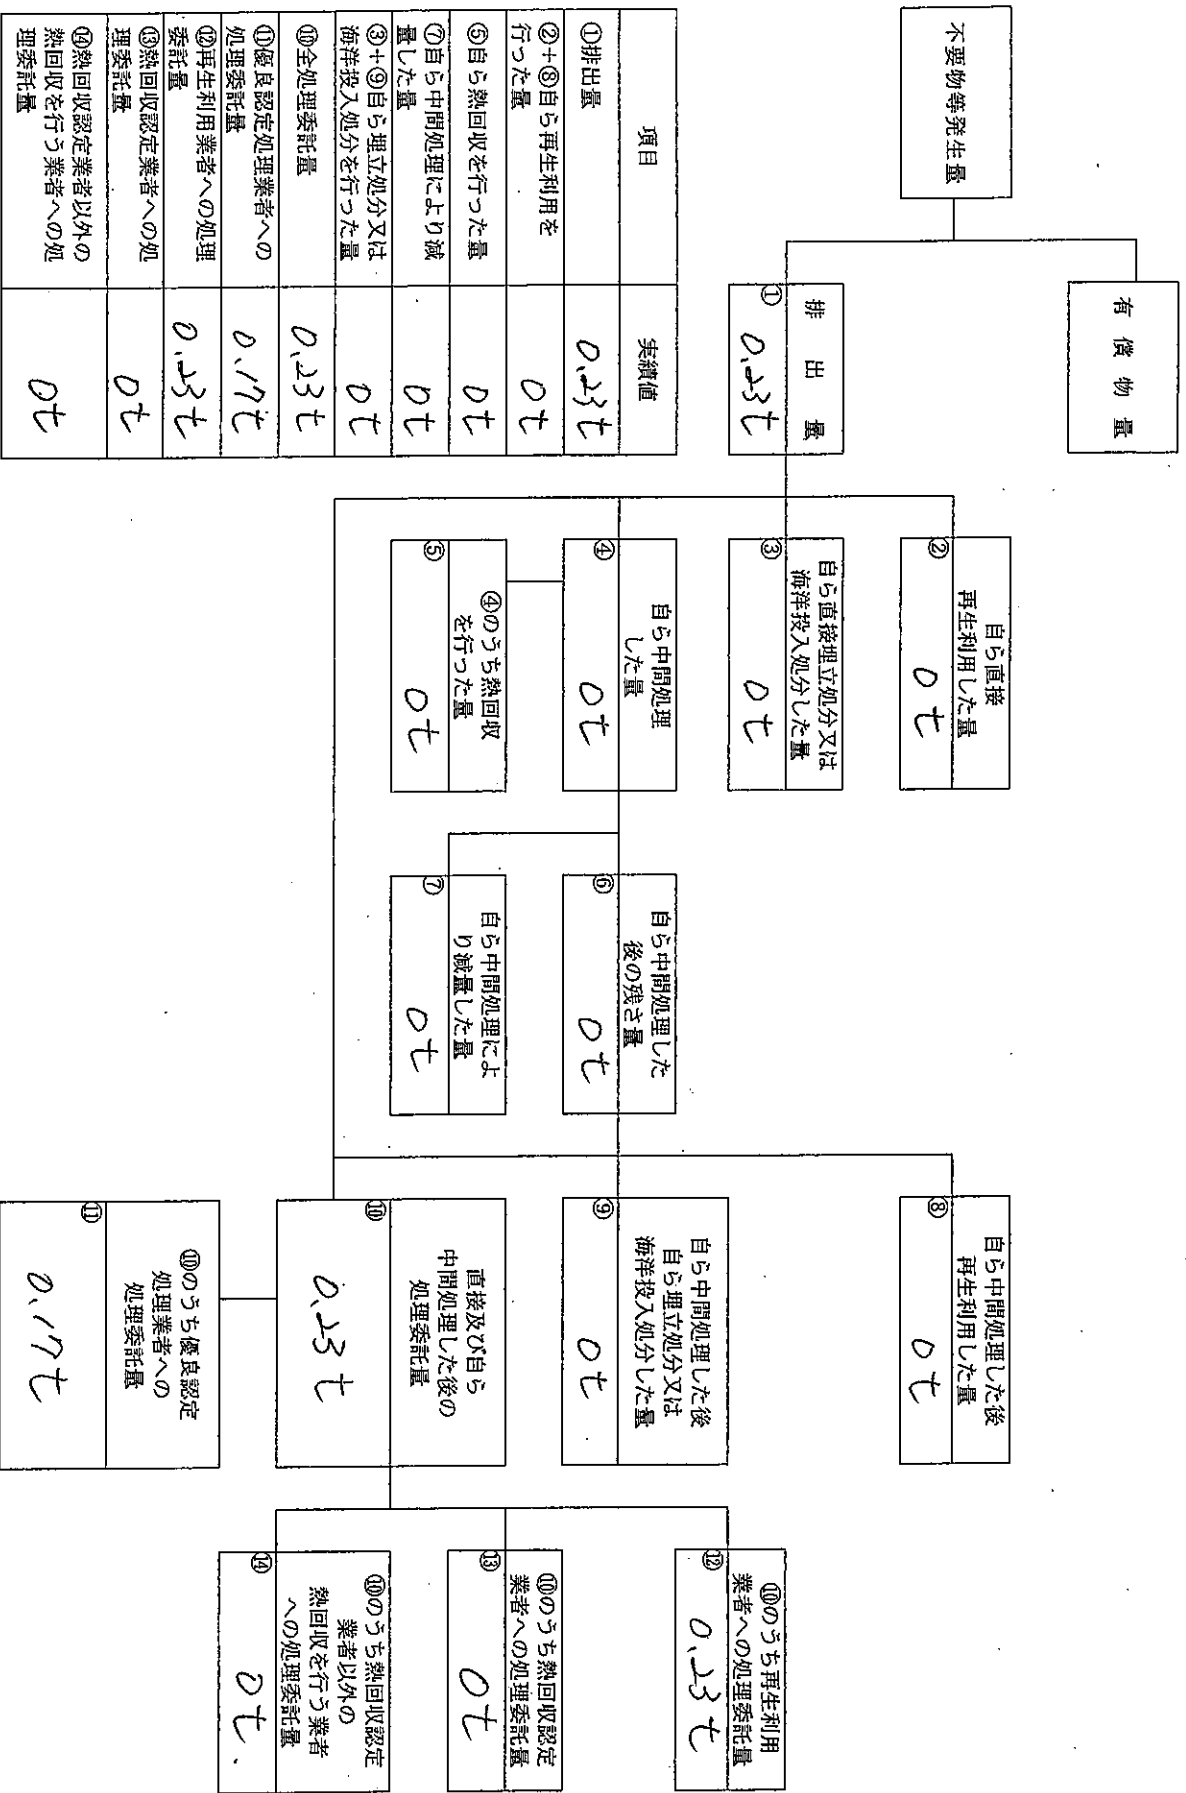 有償物量
不要物等発生量
排出量
① 0.23t
自ら直接
再生利用した量
② 0t
自ら直接埋立処分又は
海洋投入処分した量
③ 0t
自ら中間処理
した量
④ 0t
④のうち熱回収
を行った量
⑤ 0t
自ら中間処理した
後の残さ量
⑥ 0t
自ら中間処理によ
り減量した量
⑦ 0t
自ら中間処理した後
再生利用した量
⑧ 0t
自ら中間処理した後
自ら埋立処分又は
海洋投入処分した量
⑨ 0t
直接及び自ら
中間処理した後の
処理委託量
⑩ 0.23t
⑩のうち優良認定
処理業者への
処理委託量
⑪ 0.17t
⑩のうち再生利用
業者への処理委託量
⑫ 0.23t
⑩のうち熱回収認定
業者への処理委託量
⑬ 0t
⑩のうち熱回収認定
業者以外の
熱回収を行う業者
への処理委託量
⑭ 0t.
項目 実績値
①排出量 0.23t
②+⑧自ら再生利用を
行った量 0t
⑤自ら熱回収を行った量 0t
⑦自ら中間処理により減
量した量 0t
③+⑨自ら埋立処分又は
海洋投入処分を行った量 0t
⑩全処理委託量 0.23t
⑪優良認定処理業者への
処理委託量 0.17t
⑫再生利用業者への処理
委託量 0.23t
⑬熱回収認定業者への処
理委託量 0t
⑭熱回収認定業者以外の
熱回収を行う業者への処
理委託量 0t